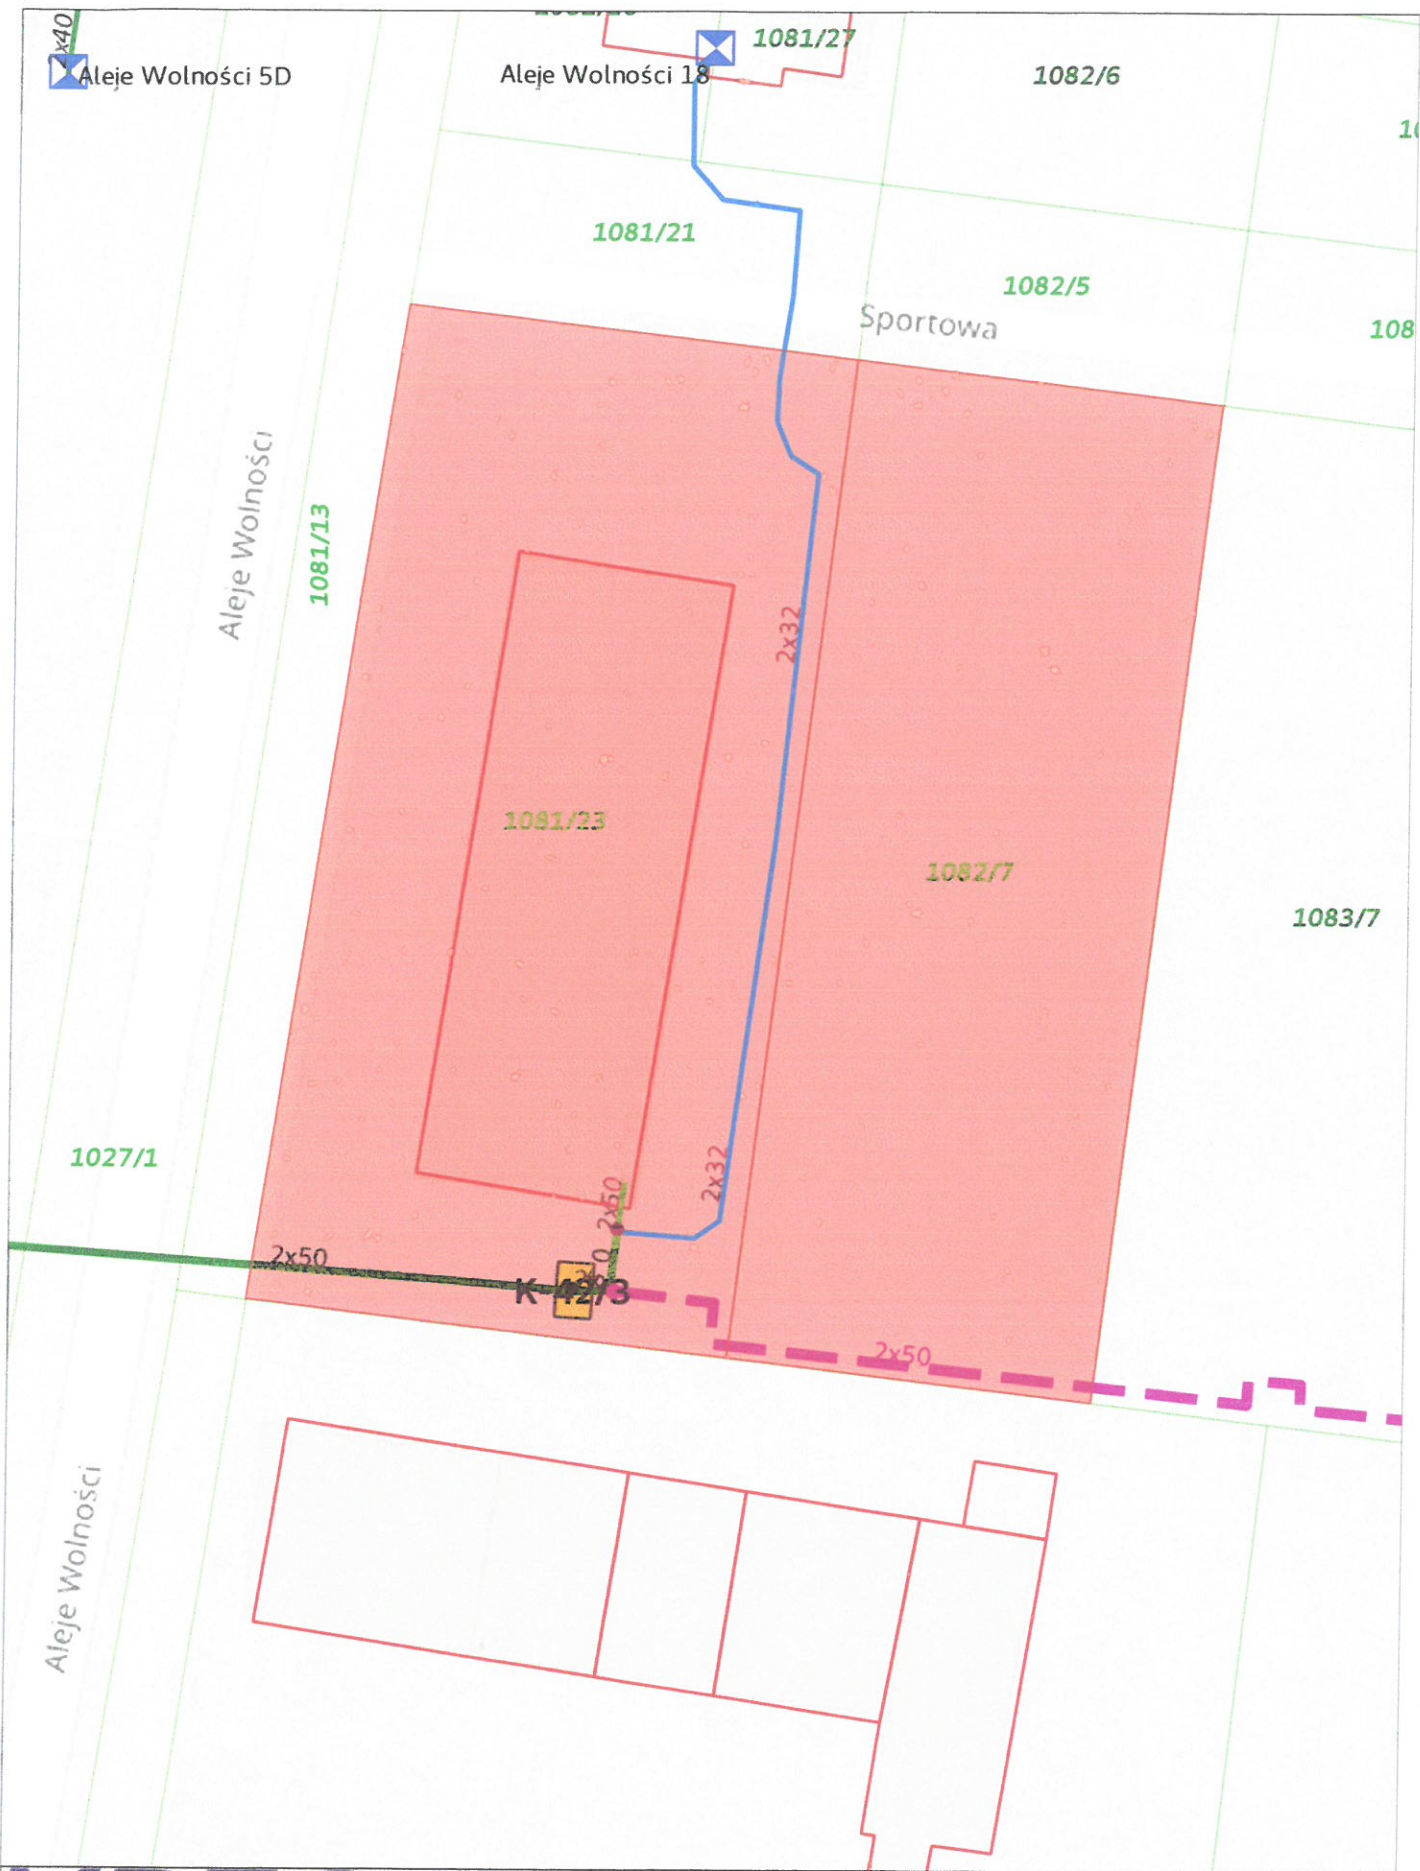 2x40
Aleje Wolności 5D
Aleje Wolności 18
1081/27
1082/6
1081/21
1082/5
Sportowa
108
Aleje Wolności
1081/13
2x32
1081/23
1082/7
1083/7
1027/1
2x32
2x50
2x50
K-42/3
2x50
Aleje Wolności